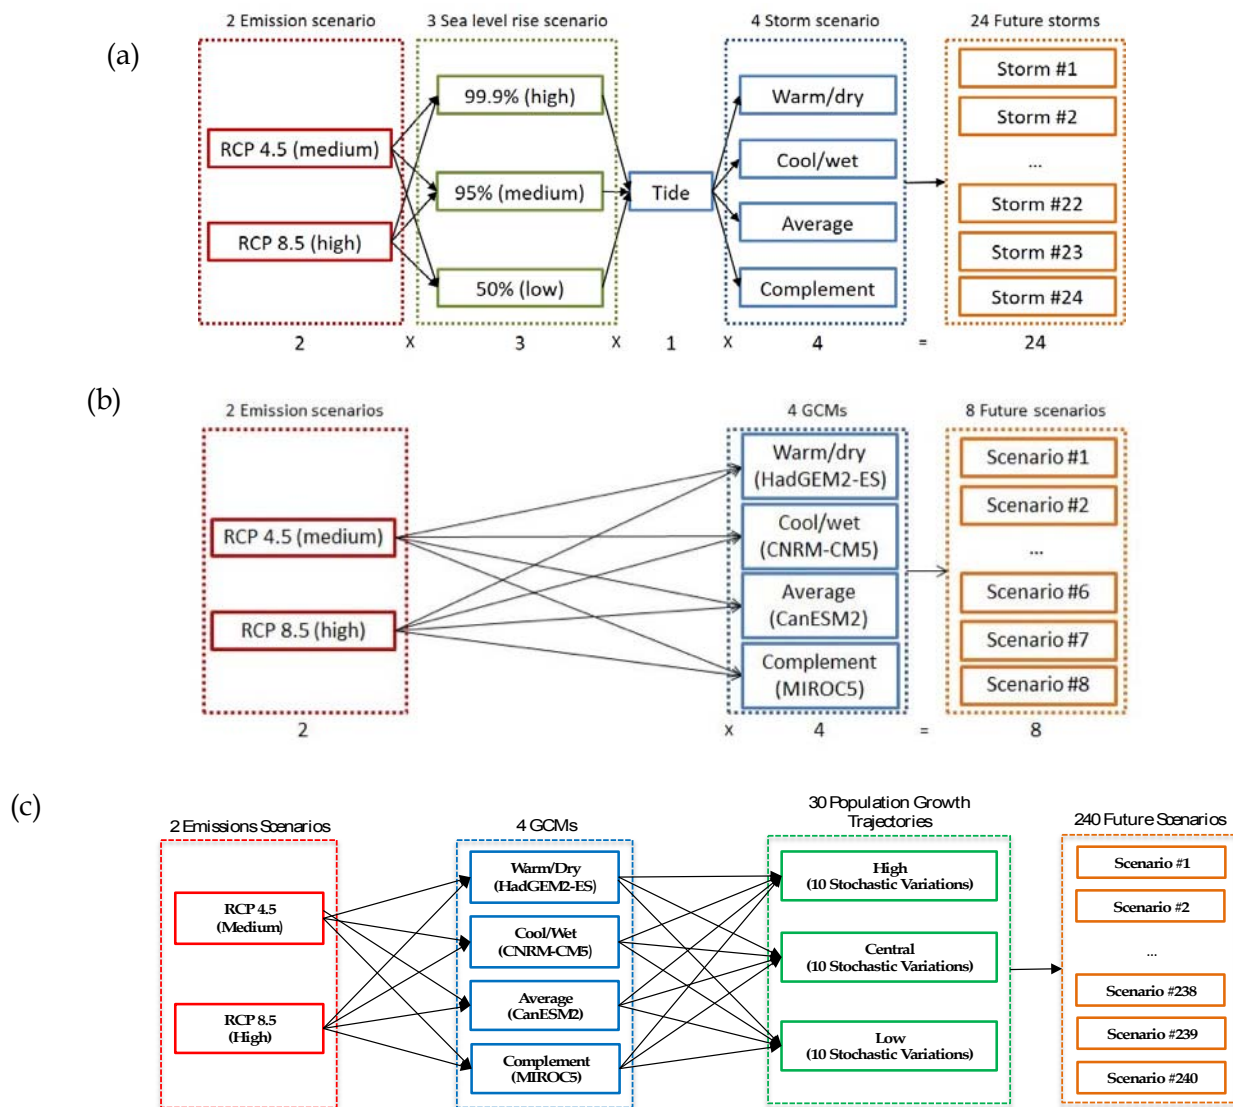 (a)
2 Emission scenario
3 Sea level rise scenario
4 Storm scenario
24 Future storms
RCP 4.5 (medium)
RCP 8.5 (high)
99.9% (high)
95% (medium)
50% (low)
Tide
Warm/dry
Cool/wet
Average
Complement
Storm #1
Storm #2
...
Storm #22
Storm #23
Storm #24
2 x 3 x 1 x 4 = 24
(b)
2 Emission scenarios
4 GCMs
8 Future scenarios
RCP 4.5 (medium)
RCP 8.5 (high)
Warm/dry
(HadGEM2-ES)
Cool/wet
(CNRM-CM5)
Average
(CanESM2)
Complement
(MIROC5)
Scenario #1
Scenario #2
...
Scenario #6
Scenario #7
Scenario #8
2 x 4 = 8
(c)
2 Emissions Scenarios
4 GCMs
30 Population Growth
Trajectories
240 Future Scenarios
RCP 4.5
(Medium)
RCP 8.5
(High)
Warm/Dry
(HadGEM2-ES)
Cool/Wet
(CNRM-CM5)
Average
(CanESM2)
Complement
(MIROC5)
High
(10 Stochastic Variations)
Central
(10 Stochastic Variations)
Low
(10 Stochastic Variations)
Scenario #1
Scenario #2
...
Scenario #238
Scenario #239
Scenario #240